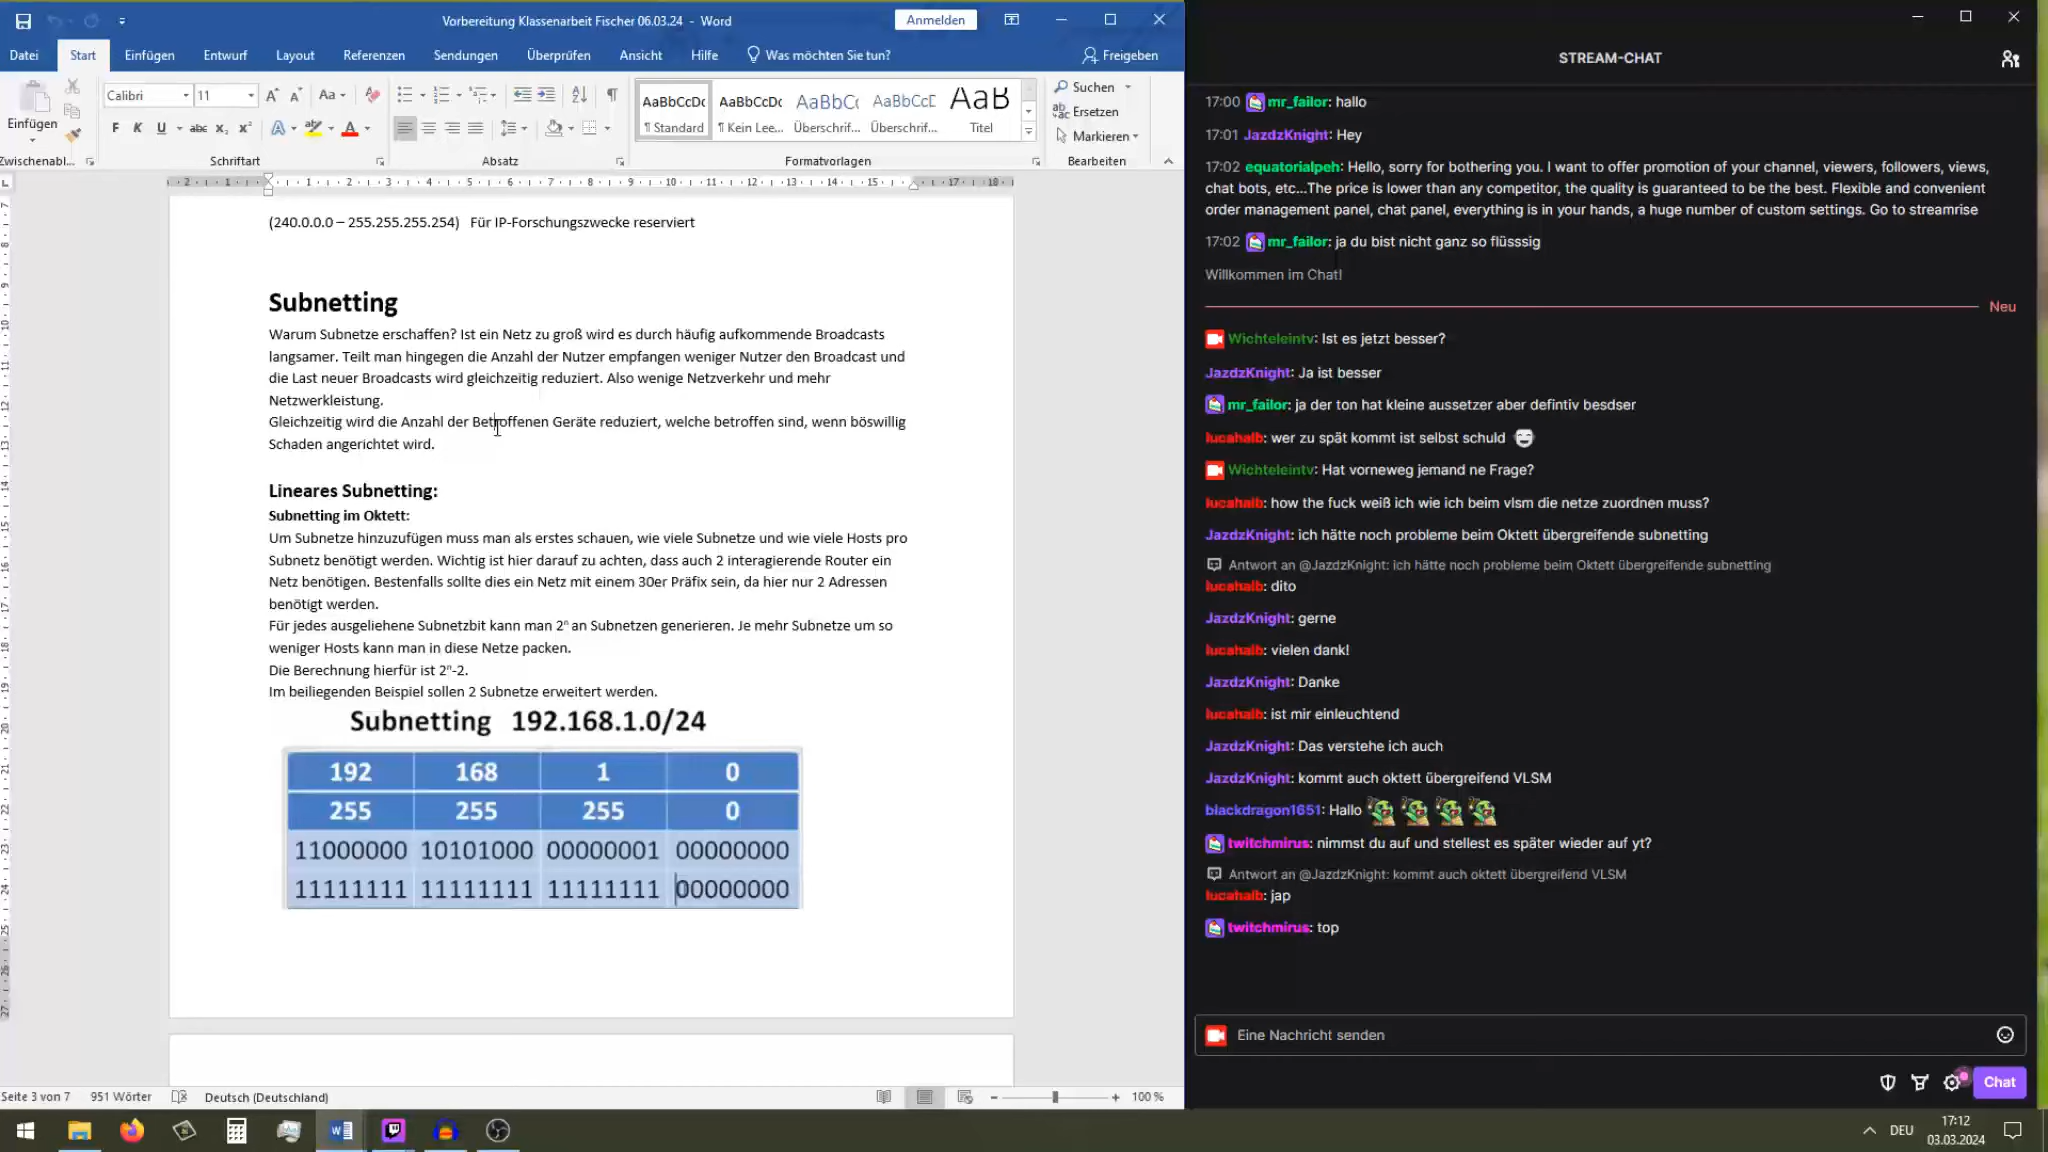 Vorbereitung Klassenarbeit Fischer 06.03.24 - Word
Anmelden
Datei Start Einfügen Entwurf Layout Referenzen Sendungen Überprüfen Ansicht Hilfe Was möchten Sie tun? Freigeben
Einfügen
Calibri 11
F K U abc x₂ x²
AaBbCcDc AaBbCcDc AaBbCc AaBbCcC AaB
¶ Standard ¶ Kein Lee... Überschrif... Überschrif... Titel
Suchen
Ersetzen
Markieren
Zwischenabl... Schriftart Absatz Formatvorlagen Bearbeiten
(240.0.0.0 – 255.255.255.254) Für IP-Forschungszwecke reserviert
Subnetting
Warum Subnetze erschaffen? Ist ein Netz zu groß wird es durch häufig aufkommende Broadcasts
langsamer. Teilt man hingegen die Anzahl der Nutzer empfangen weniger Nutzer den Broadcast und
die Last neuer Broadcasts wird gleichzeitig reduziert. Also wenige Netzverkehr und mehr
Netzwerkleistung.
Gleichzeitig wird die Anzahl der Betroffenen Geräte reduziert, welche betroffen sind, wenn böswillig
Schaden angerichtet wird.
Lineares Subnetting:
Subnetting im Oktett:
Um Subnetze hinzuzufügen muss man als erstes schauen, wie viele Subnetze und wie viele Hosts pro
Subnetz benötigt werden. Wichtig ist hier darauf zu achten, dass auch 2 interagierende Router ein
Netz benötigen. Bestenfalls sollte dies ein Netz mit einem 30er Präfix sein, da hier nur 2 Adressen
benötigt werden.
Für jedes ausgeliehene Subnetzbit kann man 2ⁿ an Subnetzen generieren. Je mehr Subnetze um so
weniger Hosts kann man in diese Netze packen.
Die Berechnung hierfür ist 2ⁿ-2.
Im beiliegenden Beispiel sollen 2 Subnetze erweitert werden.
Subnetting 192.168.1.0/24
192 168 1 0
255 255 255 0
11000000 10101000 00000001 00000000
11111111 11111111 11111111 00000000
Seite 3 von 7 951 Wörter Deutsch (Deutschland) 100 %
STREAM-CHAT
17:00 mr_failor: hallo
17:01 JazdzKnight: Hey
17:02 equatorialpeh: Hello, sorry for bothering you. I want to offer promotion of your channel, viewers, followers, views,
chat bots, etc...The price is lower than any competitor, the quality is guaranteed to be the best. Flexible and convenient
order management panel, chat panel, everything is in your hands, a huge number of custom settings. Go to streamrise
17:02 mr_failor: ja du bist nicht ganz so flüsssig
Willkommen im Chat!
Neu
Wichteleintv: Ist es jetzt besser?
JazdzKnight: Ja ist besser
mr_failor: ja der ton hat kleine aussetzer aber defintiv besdser
lucahalb: wer zu spät kommt ist selbst schuld
Wichteleintv: Hat vorneweg jemand ne Frage?
lucahalb: how the fuck weiß ich wie ich beim vlsm die netze zuordnen muss?
JazdzKnight: ich hätte noch probleme beim Oktett übergreifende subnetting
Antwort an @JazdzKnight: ich hätte noch probleme beim Oktett übergreifende subnetting
lucahalb: dito
JazdzKnight: gerne
lucahalb: vielen dank!
JazdzKnight: Danke
lucahalb: ist mir einleuchtend
JazdzKnight: Das verstehe ich auch
JazdzKnight: kommt auch oktett übergreifend VLSM
blackdragon1651: Hallo
twitchmirus: nimmst du auf und stellest es später wieder auf yt?
Antwort an @JazdzKnight: kommt auch oktett übergreifend VLSM
lucahalb: jap
twitchmirus: top
Eine Nachricht senden
Chat
DEU
17:12
03.03.2024